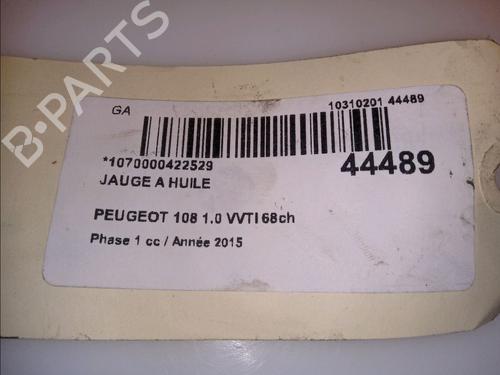 B-PARTS
GA
10310201 44489
*1070000422529
44489
JAUGE A HUILE
PEUGEOT 108 1.0 VVTI 68ch
Phase 1 cc / Année 2015